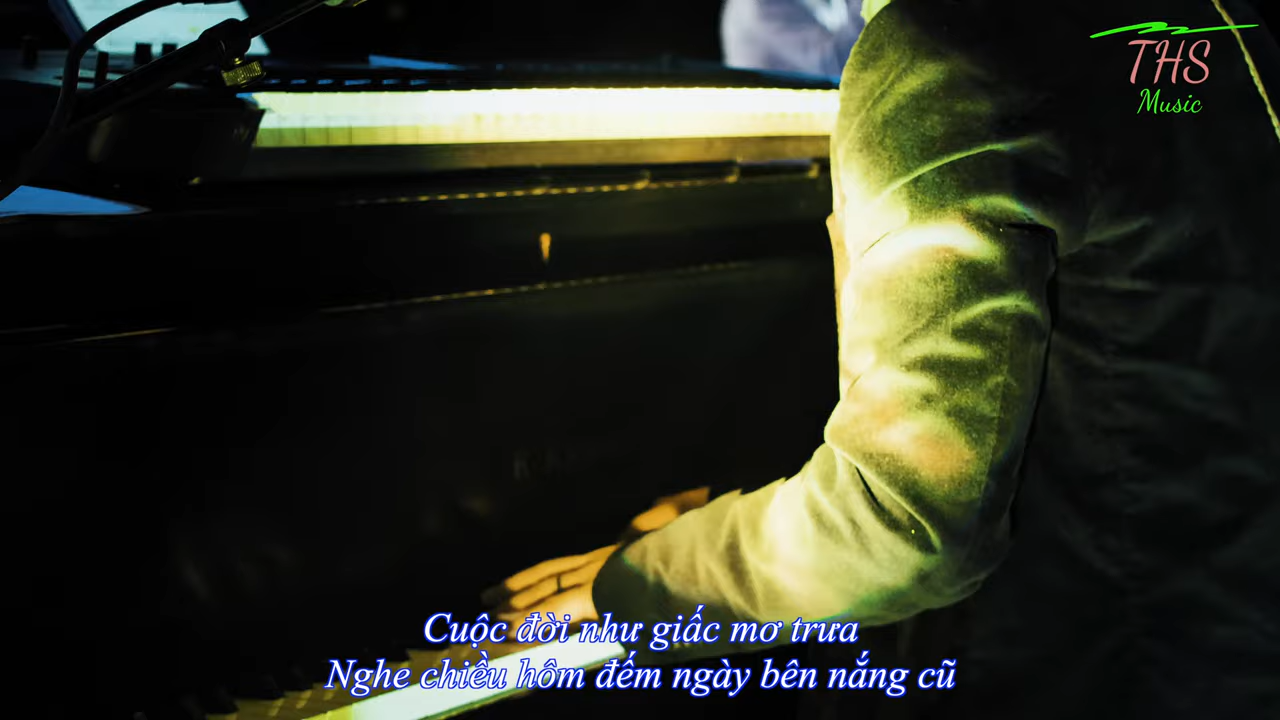 THS
Music
Cuộc đời như giấc mơ trưa
Nghe chiều hôm đếm ngày bên nắng cũ